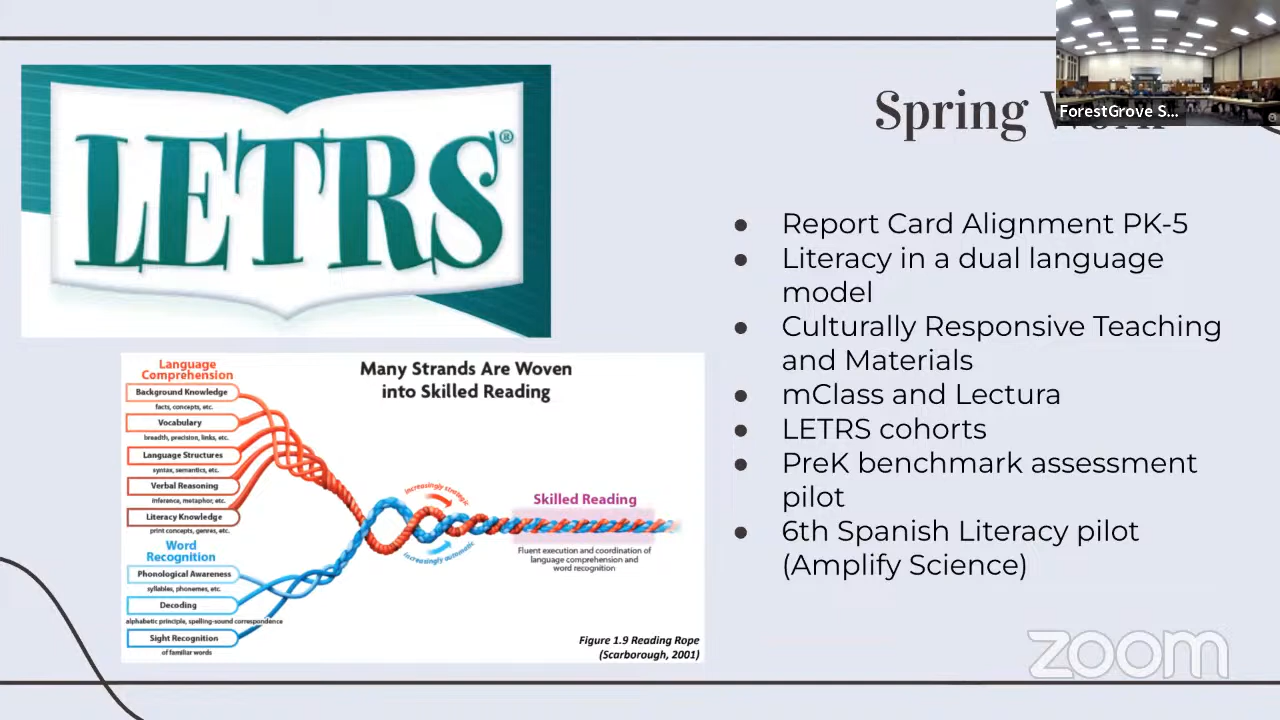 LETRS®
Spring
ForestGrove S...
Report Card Alignment PK-5
Literacy in a dual language
model
Culturally Responsive Teaching
and Materials
mClass and Lectura
LETRS cohorts
PreK benchmark assessment
pilot
6th Spanish Literacy pilot
(Amplify Science)
Many Strands Are Woven
into Skilled Reading
Language
Comprehension
Background Knowledge
facts, concepts, etc.
Vocabulary
breadth, precision, links, etc.
Language Structures
syntax, semantics, etc.
Verbal Reasoning
inference, metaphor, etc.
Literacy Knowledge
print concepts, genres, etc.
Word
Recognition
Phonological Awareness
syllables, phonemes, etc.
Decoding
alphabetic principle, spelling-sound correspondence
Sight Recognition
of familiar words
increasingly strategic
increasingly automatic
Skilled Reading
Fluent execution and coordination of
language comprehension and
word recognition
Figure 1.9 Reading Rope
(Scarborough, 2001)
zoom